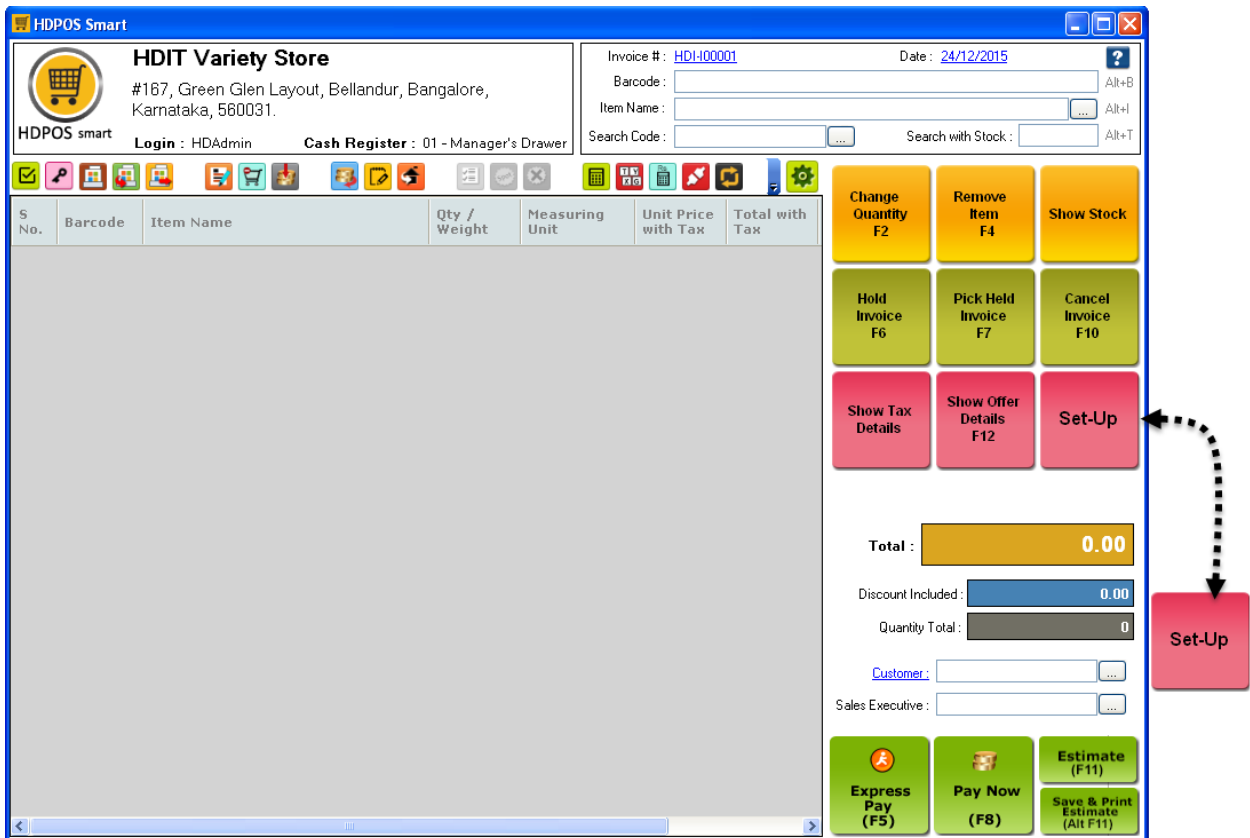 HDPOS Smart
HDPOS smart
HDIT Variety Store
#167, Green Glen Layout, Bellandur, Bangalore,
Karnataka, 560031.
Login : HDAdmin Cash Register : 01 - Manager's Drawer
Invoice # : HDI-I00001 Date : 24/12/2015 ?
Barcode : Alt+B
Item Name : ... Alt+I
Search Code : ... Search with Stock : Alt+T
S No. Barcode Item Name Qty / Weight Measuring Unit Unit Price with Tax Total with Tax
Change
Quantity
F2
Remove
Item
F4
Show Stock
Hold
Invoice
F6
Pick Held
Invoice
F7
Cancel
Invoice
F10
Show Tax
Details
Show Offer
Details
F12
Set-Up
Total : 0.00
Discount Included : 0.00
Quantity Total : 0
Set-Up
Customer : ...
Sales Executive : ...
Express
Pay
(F5)
Pay Now
(F8)
Estimate
(F11)
Save & Print
Estimate
(Alt F11)